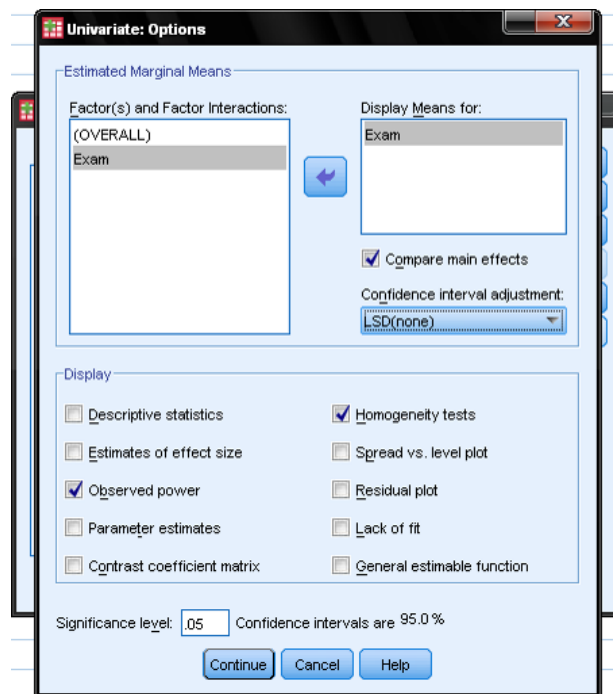 Univariate: Options
Estimated Marginal Means
Factor(s) and Factor Interactions:
(OVERALL)
Exam
Display Means for:
Exam
Compare main effects
Confidence interval adjustment:
LSD(none)
Display
Descriptive statistics
Homogeneity tests
Estimates of effect size
Spread vs. level plot
Observed power
Residual plot
Parameter estimates
Lack of fit
Contrast coefficient matrix
General estimable function
Significance level: .05 Confidence intervals are 95.0 %
Continue Cancel Help